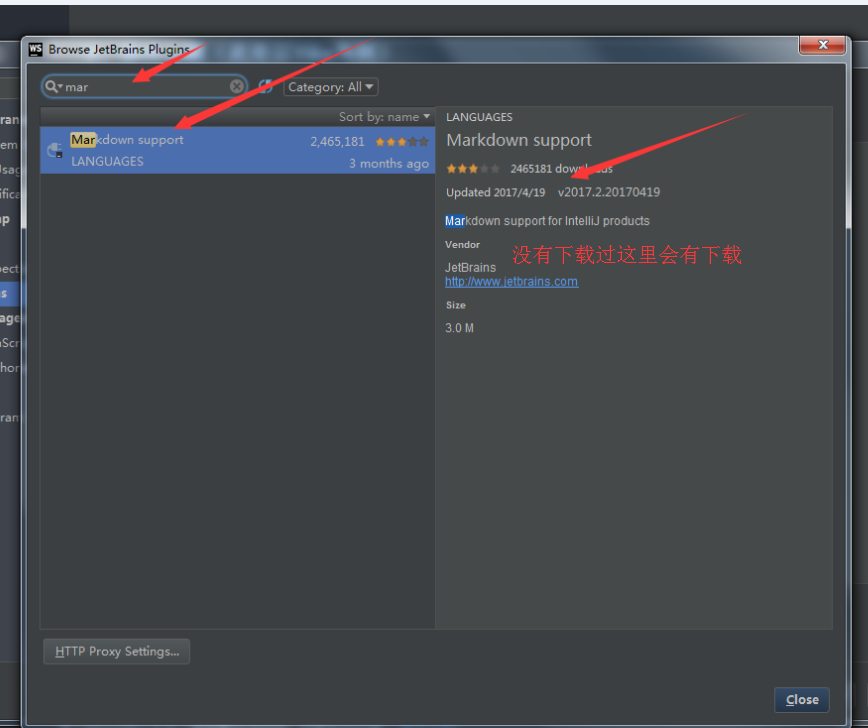 WS Browse JetBrains Plugins
mar
Category: All
Sort by: name
Markdown support 2,465,181
LANGUAGES 3 months ago
LANGUAGES
Markdown support
2465181 downloads
Updated 2017/4/19 v2017.2.20170419
Markdown support for IntelliJ products
Vendor
没有下载过这里会有下载
JetBrains
http://www.jetbrains.com
Size
3.0 M
HTTP Proxy Settings...
Close